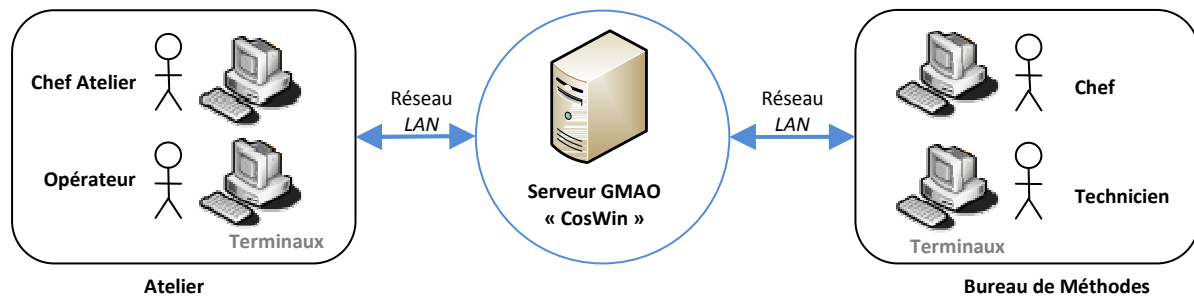 Chef Atelier
Opérateur
Terminaux
Atelier
Réseau
LAN
Serveur GMAO
« CosWin »
Réseau
LAN
Chef
Technicien
Terminaux
Bureau de Méthodes